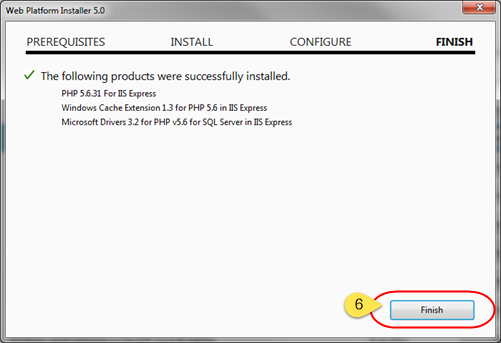 Web Platform Installer 5.0
PREREQUISITES INSTALL CONFIGURE FINISH
The following products were successfully installed.
PHP 5.6.31 For IIS Express
Windows Cache Extension 1.3 for PHP 5.6 in IIS Express
Microsoft Drivers 3.2 for PHP v5.6 for SQL Server in IIS Express
6
Finish